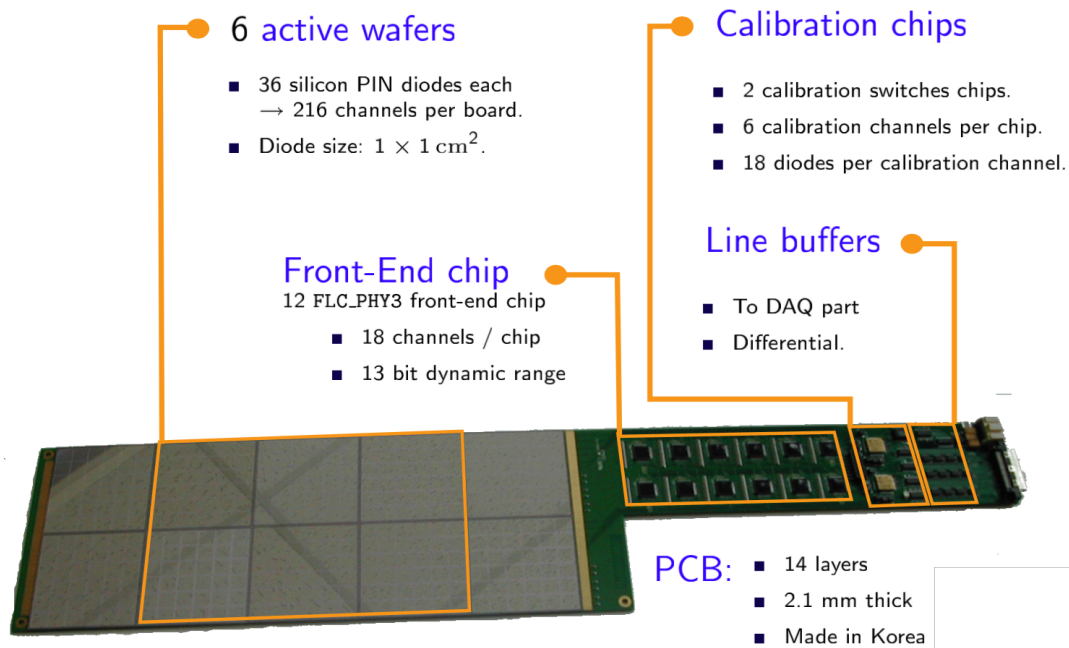 6 active wafers
■ 36 silicon PIN diodes each
→ 216 channels per board.
■ Diode size: 1 × 1 cm².
Calibration chips
■ 2 calibration switches chips.
■ 6 calibration channels per chip.
■ 18 diodes per calibration channel.
Front-End chip
12 FLC_PHY3 front-end chip
■ 18 channels / chip
■ 13 bit dynamic range
Line buffers
■ To DAQ part
■ Differential.
PCB:
■ 14 layers
■ 2.1 mm thick
■ Made in Korea